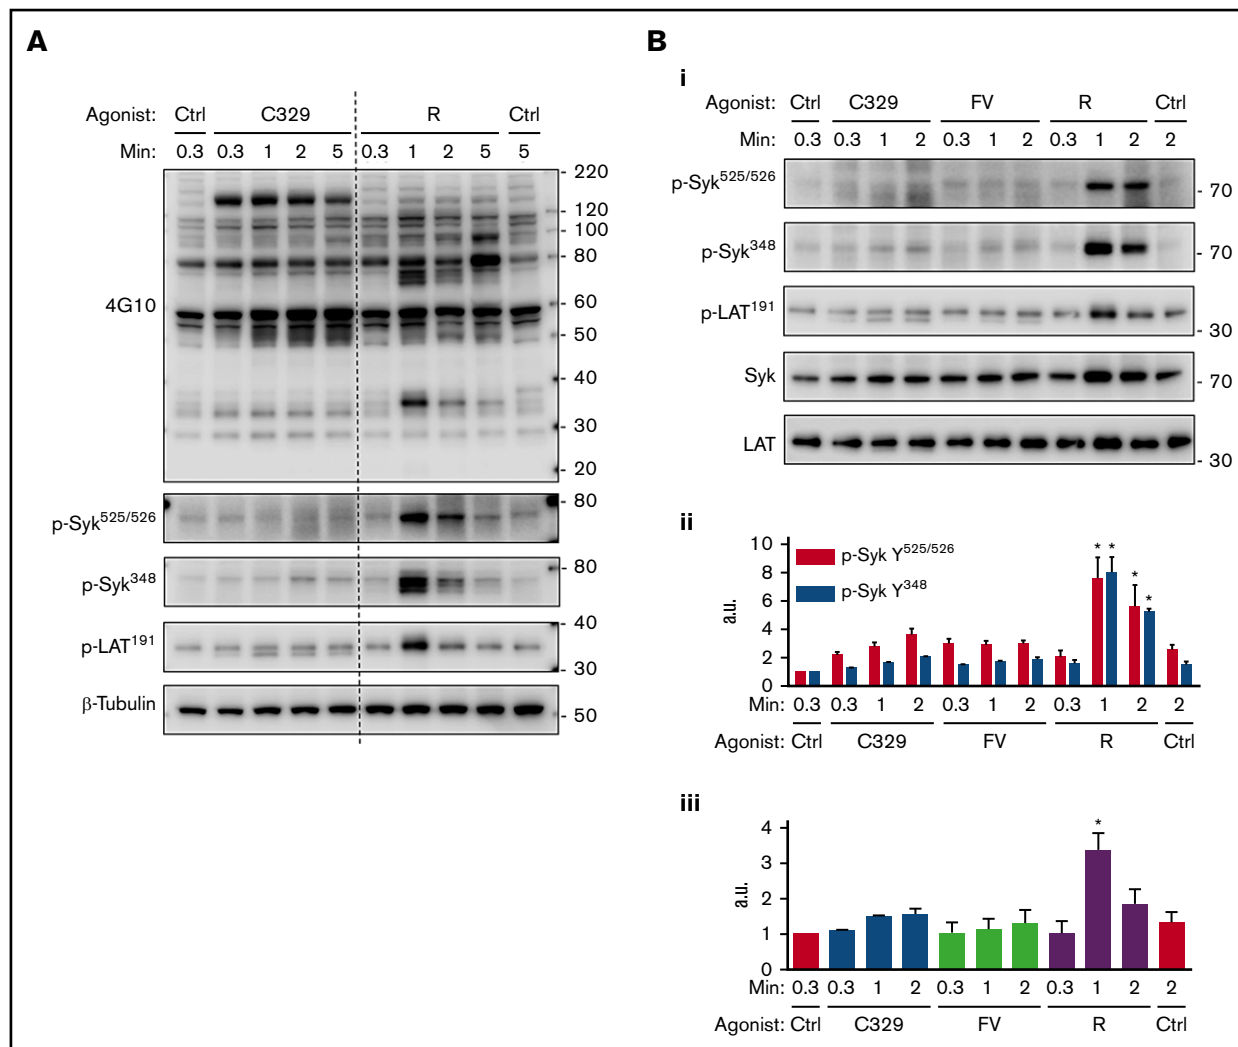 A
Agonist: Ctrl C329 R Ctrl
Min: 0.3 0.3 1 2 5 0.3 1 2 5 5
4G10
- 220
- 120
- 100
- 80
- 60
- 50
- 40
- 30
- 20
p-Syk525/526
- 80
p-Syk348
- 80
p-LAT191
- 40
- 30
β-Tubulin
- 50
B
i
Agonist: Ctrl C329 FV R Ctrl
Min: 0.3 0.3 1 2 0.3 1 2 0.3 1 2 2
p-Syk525/526
- 70
p-Syk348
- 70
p-LAT191
- 30
Syk
- 70
LAT
- 30
ii
a.u.
10
8
6
4
2
0
p-Syk Y525/526
p-Syk Y348
* * * *
Min: 0.3 0.3 1 2 0.3 1 2 0.3 1 2 2
Agonist: Ctrl C329 FV R Ctrl
iii
a.u.
4
3
2
1
0
*
Min: 0.3 0.3 1 2 0.3 1 2 0.3 1 2 2
Agonist: Ctrl C329 FV R Ctrl